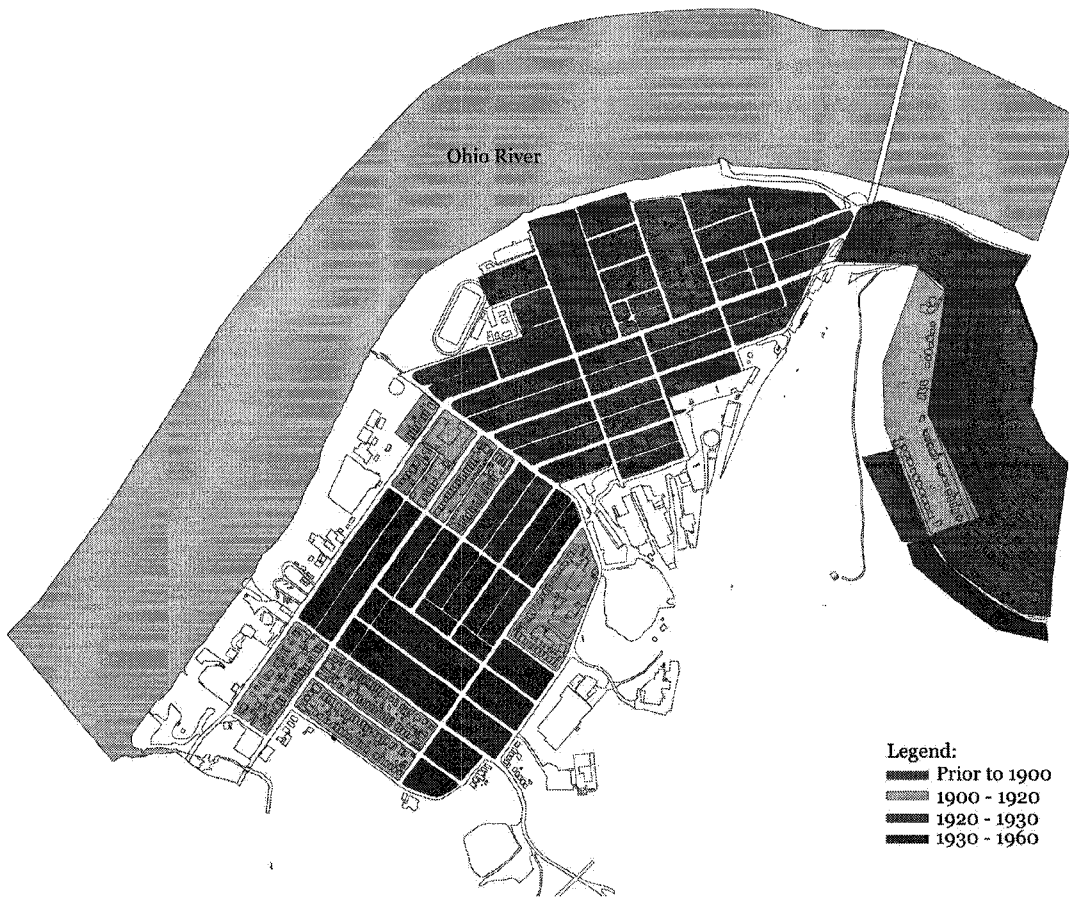 Ohio River
Legend:
Prior to 1900
1900 - 1920
1920 - 1930
1930 - 1960